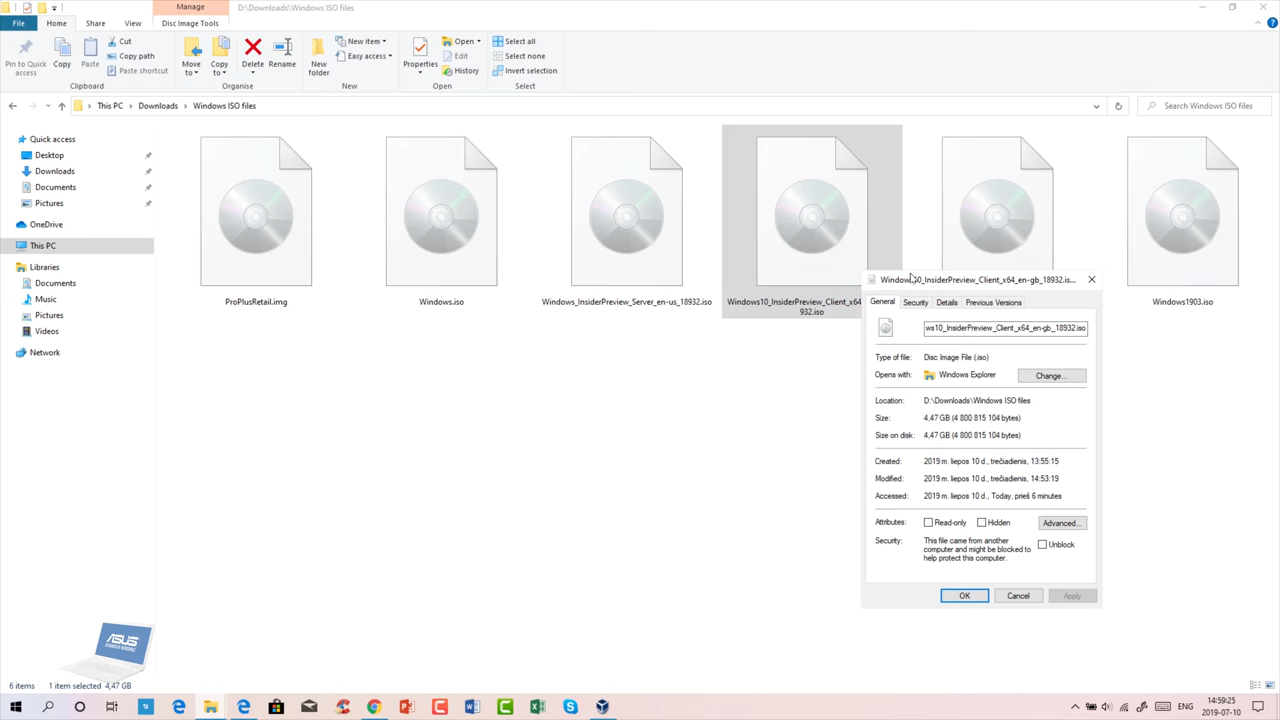 Manage
D:\Downloads\Windows ISO files
File
Home
Share
View
Disc Image Tools
Pin to Quick
access
Copy
Paste
Cut
Copy path
Paste shortcut
Clipboard
Move
to
Copy
to
Delete
Rename
Organise
New
folder
New item
Easy access
New
Properties
Open
Edit
History
Open
Select all
Select none
Invert selection
Select
This PC
Downloads
Windows ISO files
Search Windows ISO files
Quick access
Desktop
Downloads
Documents
Pictures
OneDrive
This PC
Libraries
Documents
Music
Pictures
Videos
Network
ProPlusRetail.img
Windows.iso
Windows_InsiderPreview_Server_en-us_18932.iso
Windows10_InsiderPreview_Client_x64
932.iso
Windows1903.iso
Windows10_InsiderPreview_Client_x64_en-gb_18932.is...
General
Security
Details
Previous Versions
ws10_InsiderPreview_Client_x64_en-gb_18932.iso
Type of file: Disc Image File (.iso)
Opens with: Windows Explorer
Change...
Location: D:\Downloads\Windows ISO files
Size: 4,47 GB (4 800 815 104 bytes)
Size on disk: 4,47 GB (4 800 815 104 bytes)
Created: 2019 m. liepos 10 d., trečiadienis, 13:55:15
Modified: 2019 m. liepos 10 d., trečiadienis, 14:53:19
Accessed: 2019 m. liepos 10 d., Today, prieš 6 minutes
Attributes: Read-only Hidden Advanced...
Security: This file came from another
computer and might be blocked to
help protect this computer.
Unblock
OK
Cancel
Apply
ASUS
6 items
1 item selected 4,47 GB
ENG
14:59:25
2019-07-10